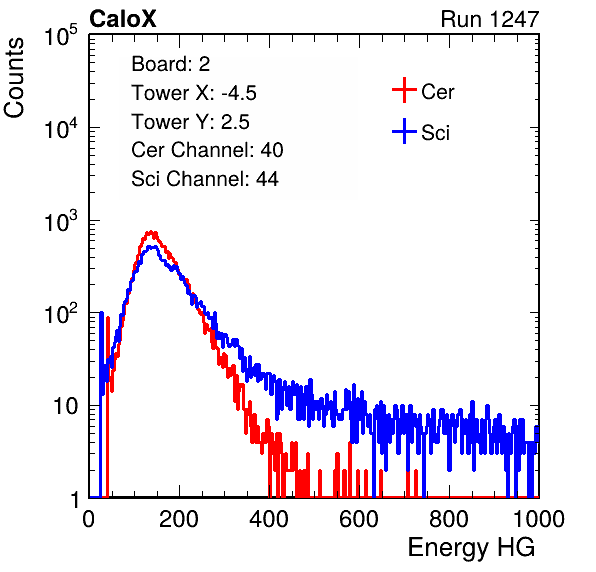 CaloX Run 1247
Counts
10^5
10^4
10^3
10^2
10
1
Board: 2
Tower X: -4.5
Tower Y: 2.5
Cer Channel: 40
Sci Channel: 44
Cer
Sci
0 200 400 600 800 1000
Energy HG